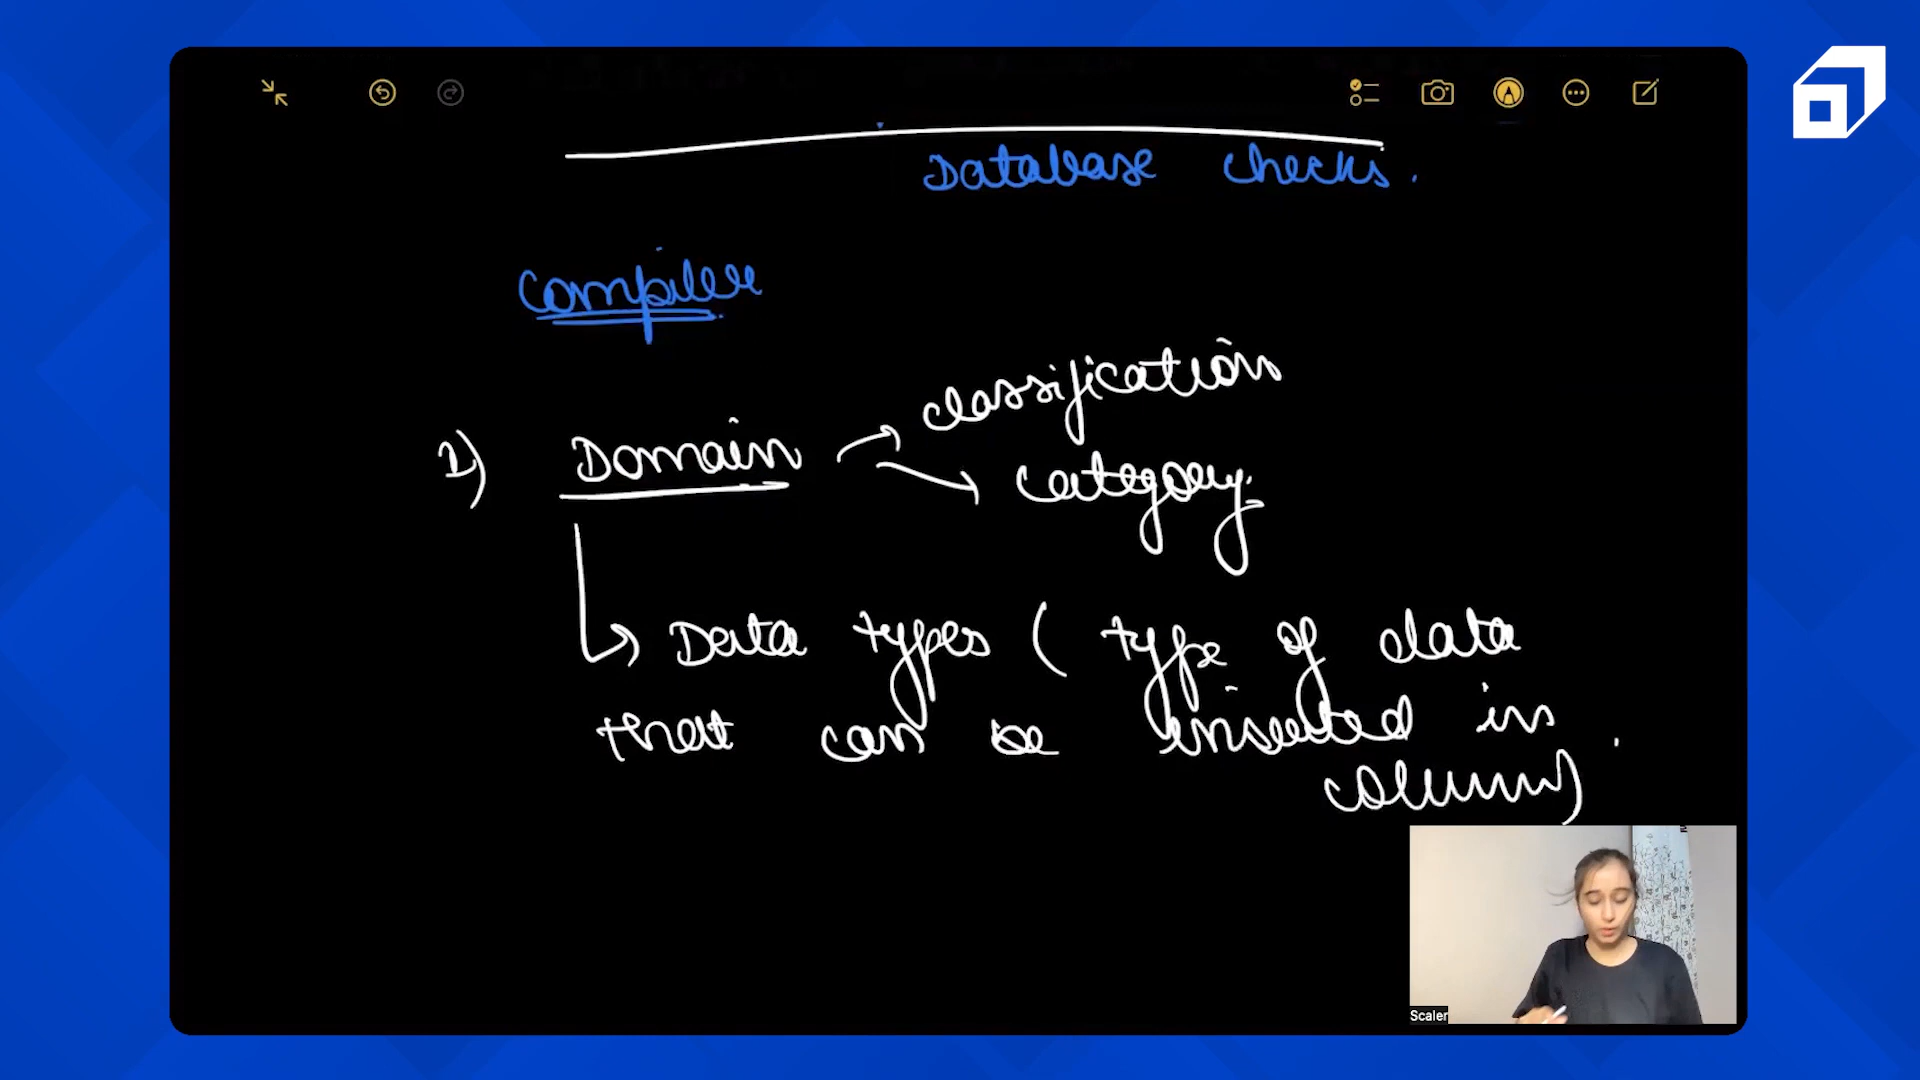 Database checks.
Compiler
1) Domain → classification
→ category.
↳ Data types ( type of data
that can be inserted in
column) .
Scaler